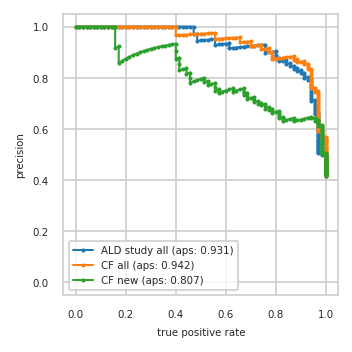 1.0
0.8
0.6
0.4
0.2
0.0
precision
ALD study all (aps: 0.931)
CF all (aps: 0.942)
CF new (aps: 0.807)
0.0 0.2 0.4 0.6 0.8 1.0
true positive rate